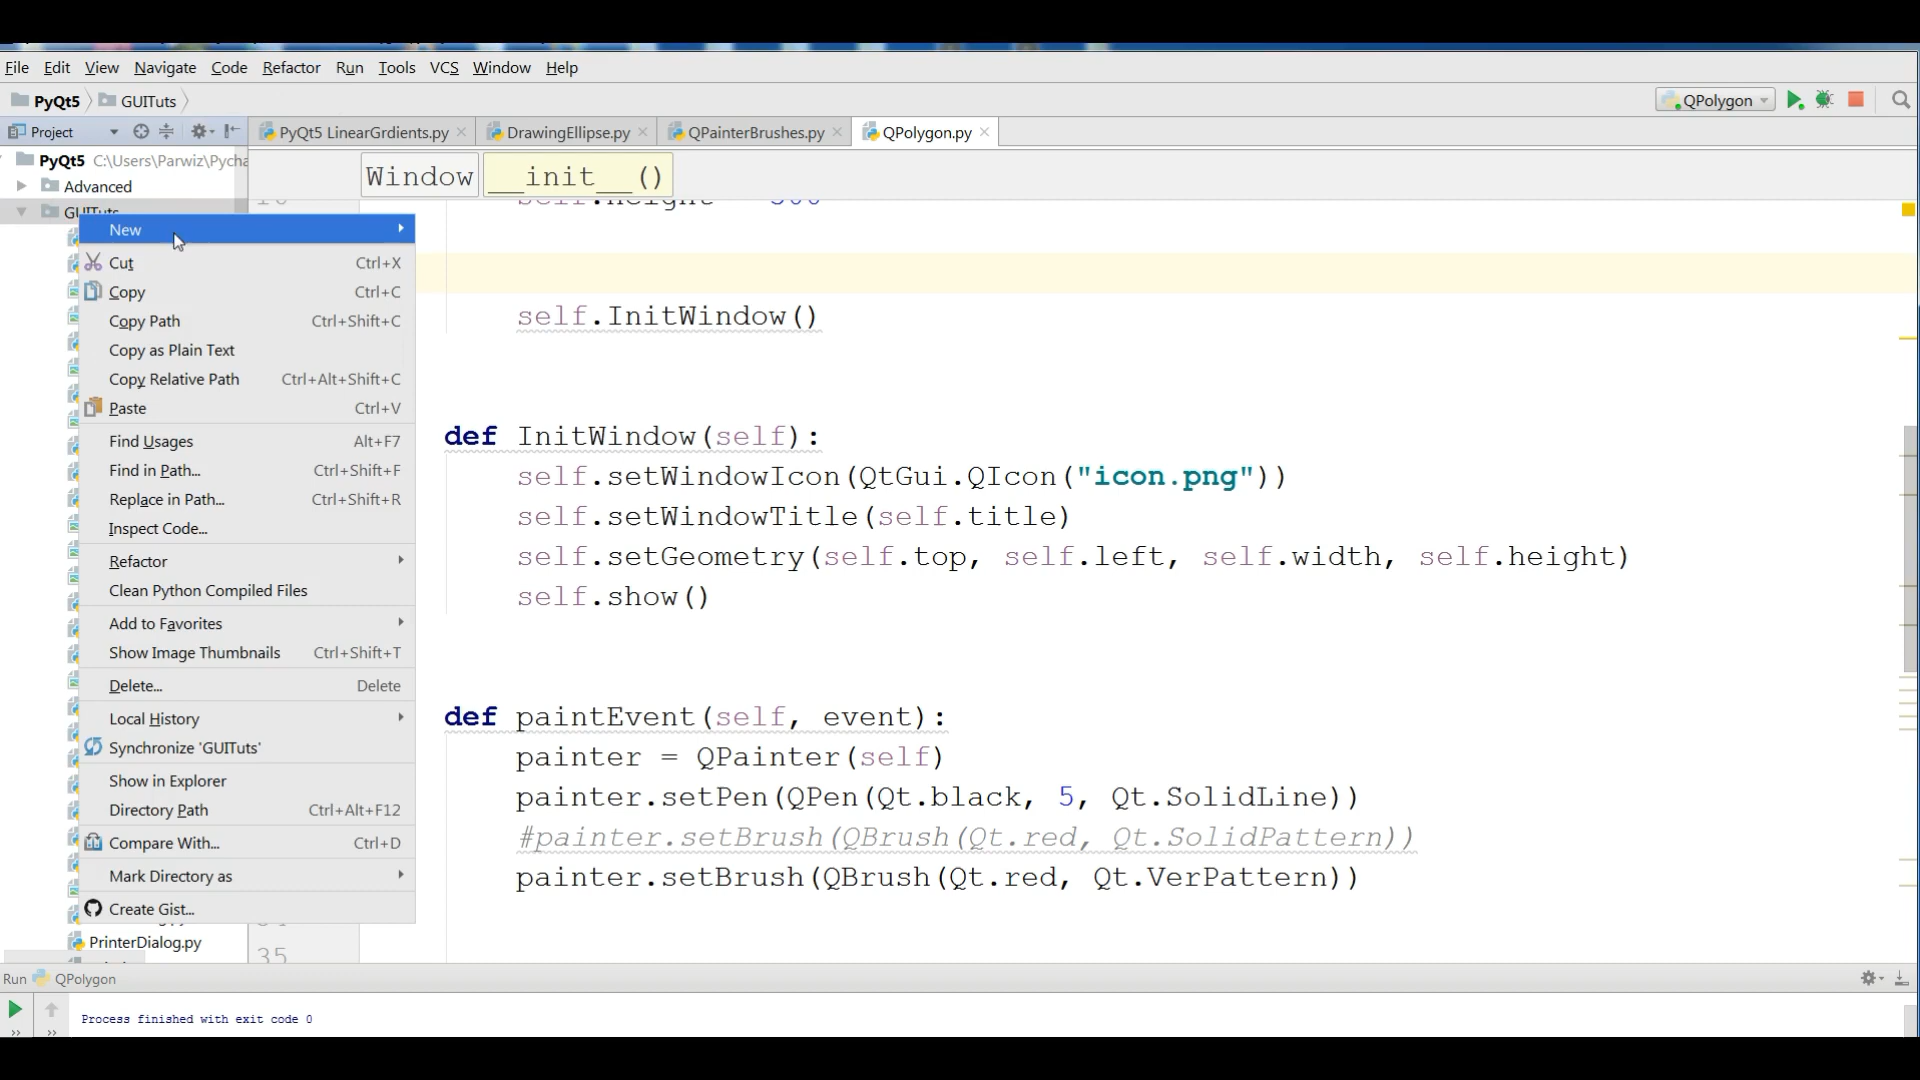 File Edit View Navigate Code Refactor Run Tools VCS Window Help
PyQt5 GUITuts QPolygon
Project PyQt5 LinearGrdients.py DrawingEllipse.py QPainterBrushes.py QPolygon.py
PyQt5 C:\Users\Parwiz\Pycha
Window __init__()
Advanced
GUITuts
New
Cut Ctrl+X
Copy Ctrl+C
Copy Path Ctrl+Shift+C
Copy as Plain Text
Copy Relative Path Ctrl+Alt+Shift+C
Paste Ctrl+V
Find Usages Alt+F7
Find in Path... Ctrl+Shift+F
Replace in Path... Ctrl+Shift+R
Inspect Code...
Refactor
Clean Python Compiled Files
Add to Favorites
Show Image Thumbnails Ctrl+Shift+T
Delete... Delete
Local History
Synchronize 'GUITuts'
Show in Explorer
Directory Path Ctrl+Alt+F12
Compare With... Ctrl+D
Mark Directory as
Create Gist...
PrinterDialog.py
self.InitWindow()
def InitWindow(self):
self.setWindowIcon(QtGui.QIcon("icon.png"))
self.setWindowTitle(self.title)
self.setGeometry(self.top, self.left, self.width, self.height)
self.show()
def paintEvent(self, event):
painter = QPainter(self)
painter.setPen(QPen(Qt.black, 5, Qt.SolidLine))
#painter.setBrush(QBrush(Qt.red, Qt.SolidPattern))
painter.setBrush(QBrush(Qt.red, Qt.VerPattern))
35
Run QPolygon
Process finished with exit code 0